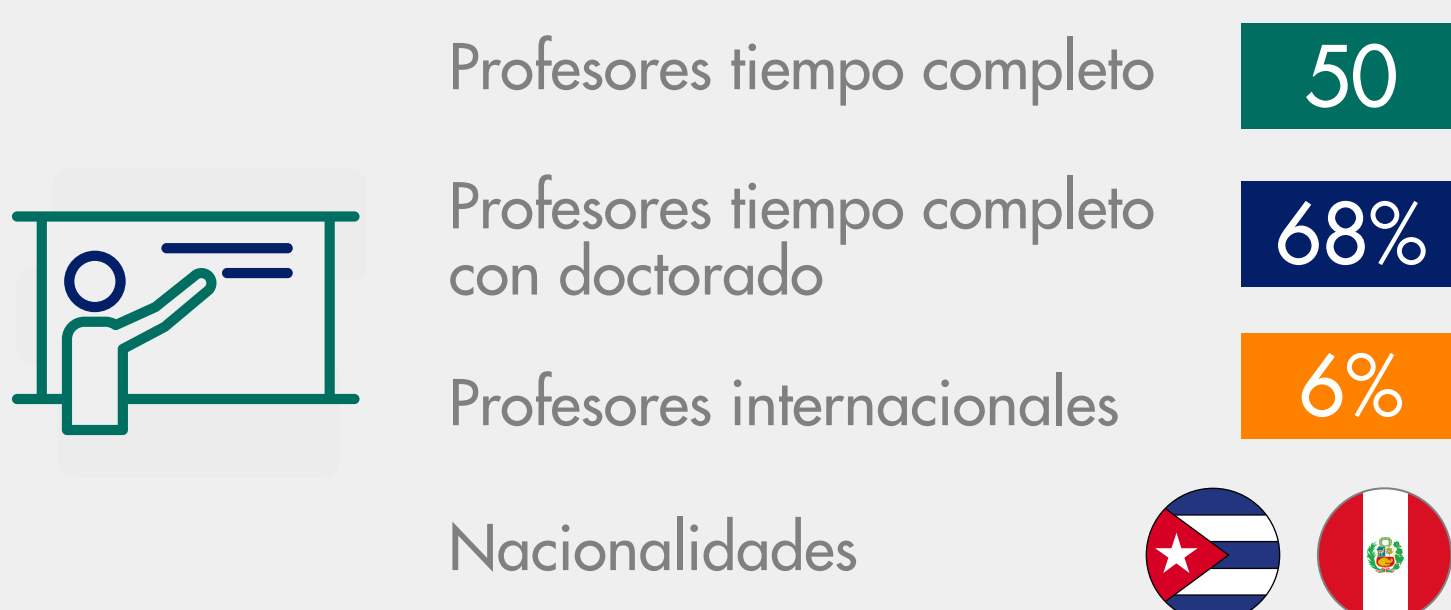 Profesores tiempo completo 50
Profesores tiempo completo
con doctorado 68%
Profesores internacionales 6%
Nacionalidades